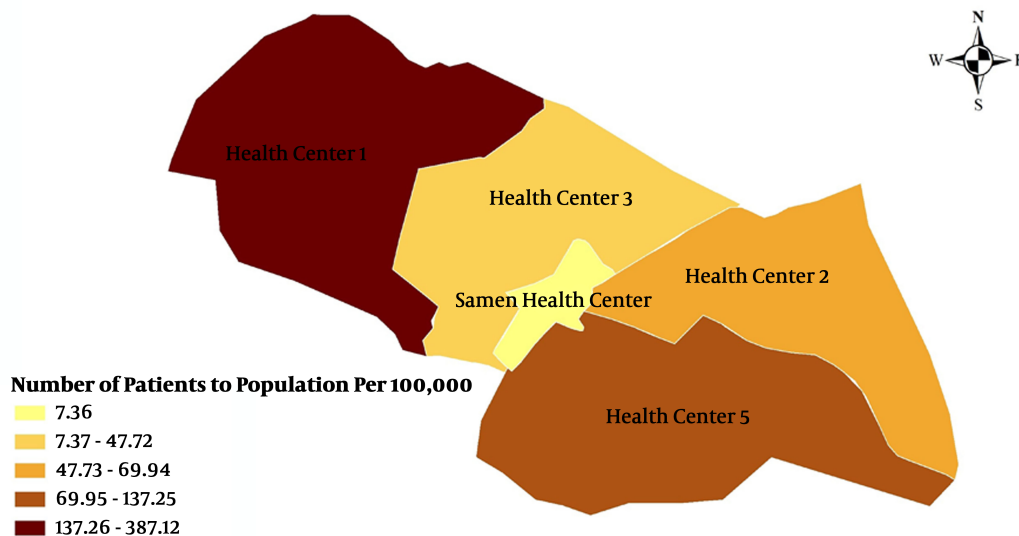 N
W
E
S
Health Center 1
Health Center 3
Health Center 2
Samen Health Center
Health Center 5
Number of Patients to Population Per 100,000
7.36
7.37 - 47.72
47.73 - 69.94
69.95 - 137.25
137.26 - 387.12